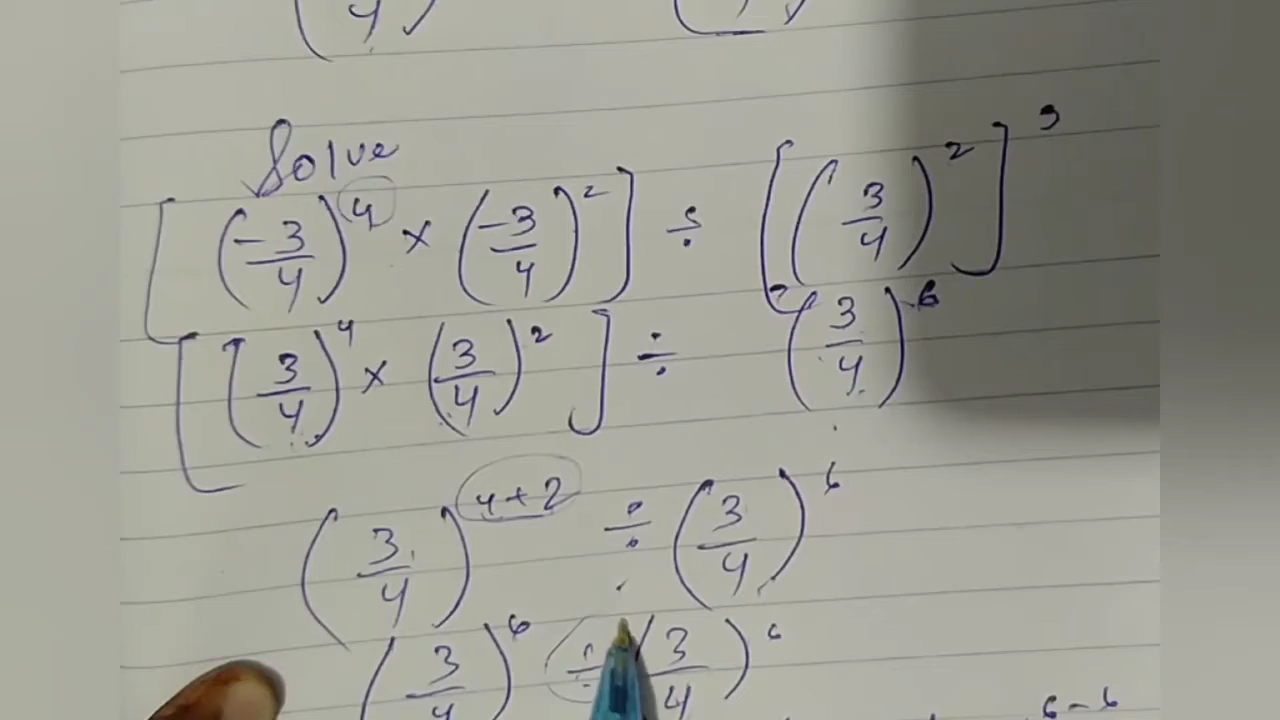 Solve
[(-3/4)^4 × (-3/4)^2] ÷ [(3/4)^2]^3
[(3/4)^4 × (3/4)^2] ÷ (3/4)^6
(3/4)^4+2 ÷ (3/4)^6
(3/4)^6 ÷ (3/4)^6
6-6